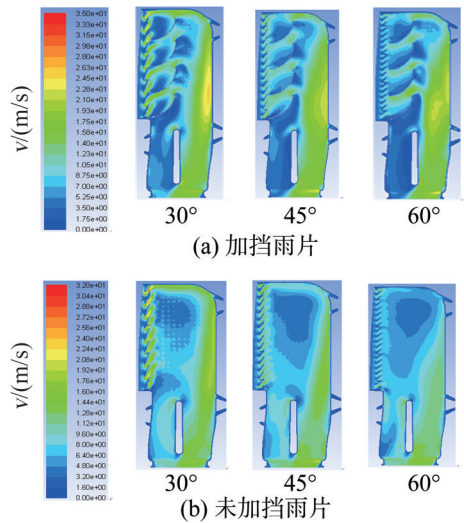 v/(m/s)
3.50e+01
3.33e+01
3.15e+01
2.98e+01
2.80e+01
2.63e+01
2.45e+01
2.28e+01
2.10e+01
1.93e+01
1.75e+01
1.58e+01
1.40e+01
1.23e+01
1.05e+01
8.75e+00
7.00e+00
5.25e+00
3.50e+00
1.75e+00
0.00e+00
30° 45° 60°
(a) 加挡雨片
v/(m/s)
3.20e+01
3.04e+01
2.88e+01
2.72e+01
2.56e+01
2.40e+01
2.24e+01
2.08e+01
1.92e+01
1.76e+01
1.60e+01
1.44e+01
1.28e+01
1.12e+01
9.60e+00
8.00e+00
6.40e+00
4.80e+00
3.20e+00
1.60e+00
0.00e+00
30° 45° 60°
(b) 未加挡雨片